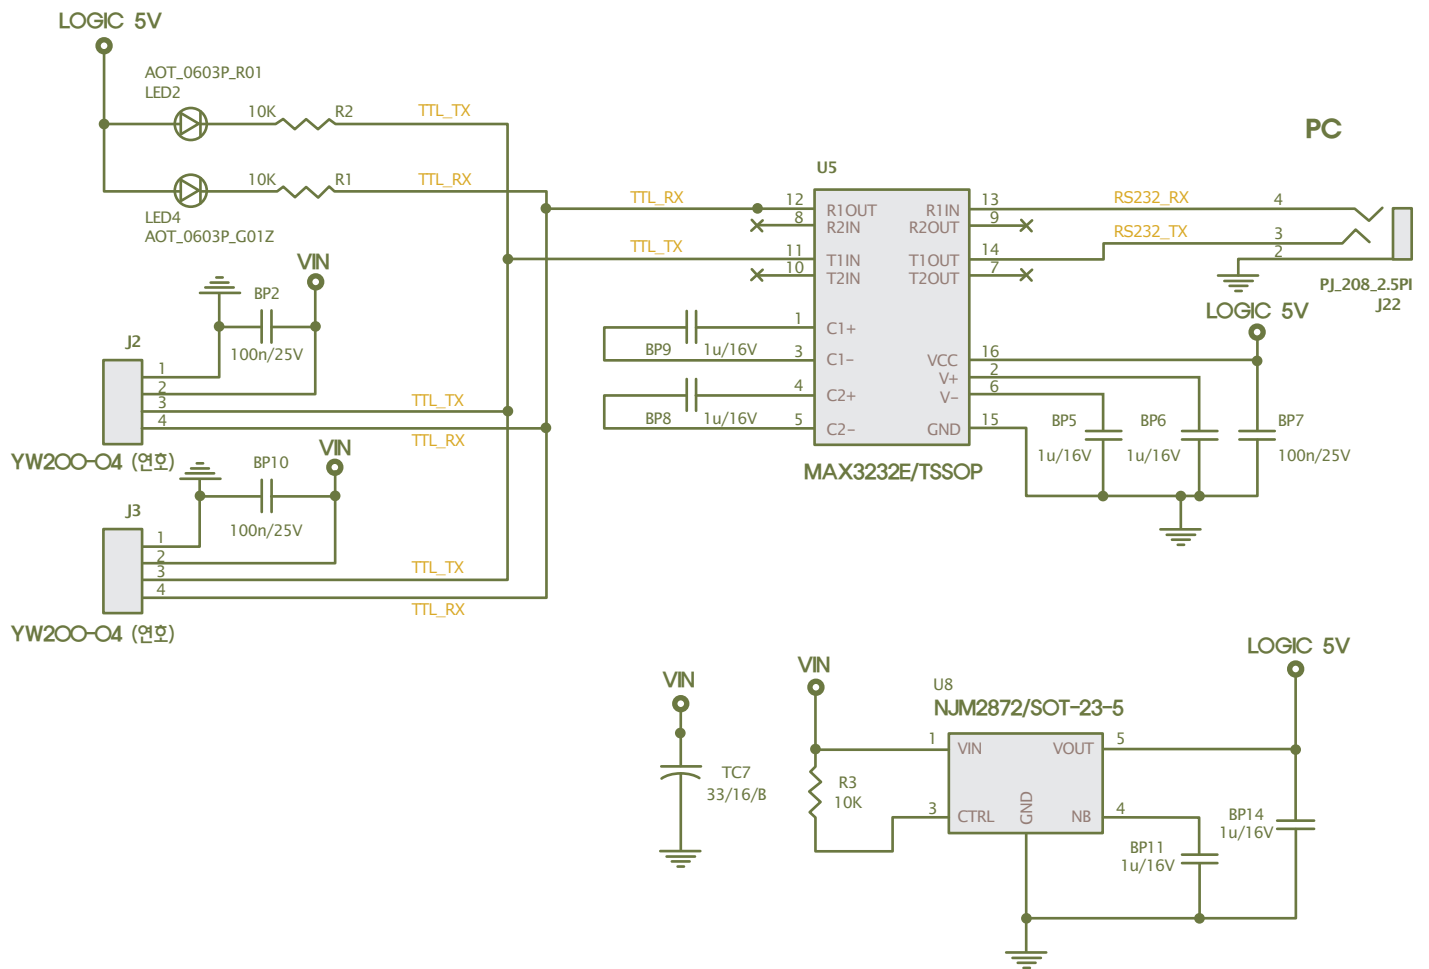 LOGIC 5V
AOT_0603P_R01
LED2
10K
R2
TTL_TX
10K
R1
TTL_RX
LED4
AOT_0603P_G01Z
VIN
BP2
100n/25V
J2
1
2
3
4
TTL_TX
TTL_RX
YW200-04 (연호)
VIN
BP10
100n/25V
J3
1
2
3
4
TTL_TX
TTL_RX
YW200-04 (연호)
PC
U5
TTL_RX
12
R1OUT
8
R2IN
TTL_TX
11
T1IN
10
T2IN
1
C1+
BP9
1u/16V
3
C1-
4
C2+
BP8
1u/16V
5
C2-
R1IN
13
RS232_RX
4
R2OUT
9
T1OUT
14
RS232_TX
3
T2OUT
7
2
PJ_208_2.5PI
J22
LOGIC 5V
VCC
16
V+
2
V-
6
GND
15
BP5
1u/16V
BP6
1u/16V
BP7
100n/25V
MAX3232E/TSSOP
VIN
TC7
33/16/B
VIN
R3
10K
U8
NJM2872/SOT-23-5
1
VIN
VOUT
5
3
CTRL
GND
NB
4
LOGIC 5V
BP14
1u/16V
BP11
1u/16V